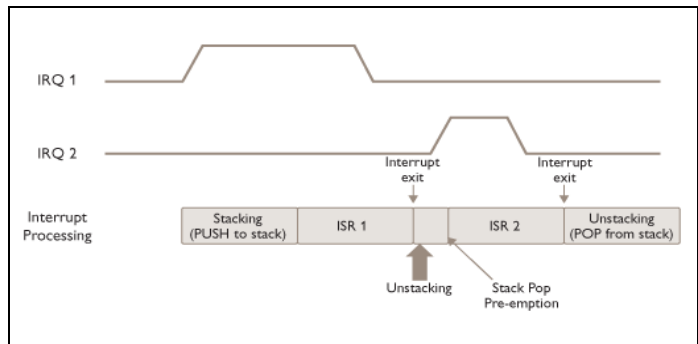 IRQ 1
IRQ 2
Interrupt
exit
Interrupt
exit
Interrupt
Processing
Stacking
(PUSH to stack)
ISR 1
ISR 2
Unstacking
(POP from stack)
Unstacking
Stack Pop
Pre-emption